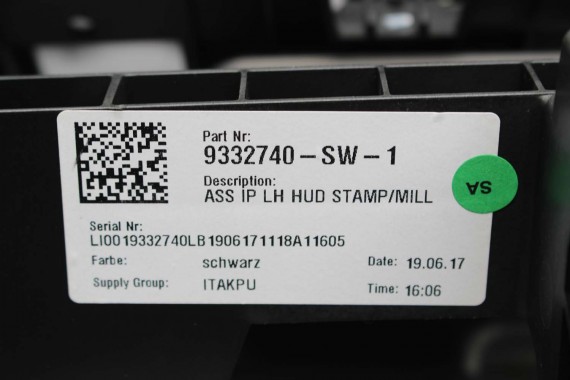 Part Nr:
9332740-SW-1
Description:
ASS IP LH HUD STAMP/MILL
SA
Serial Nr:
LI0019332740LB1906171118A11605
Farbe: schwarz Date: 19.06.17
Supply Group: ITAKPU Time: 16:06